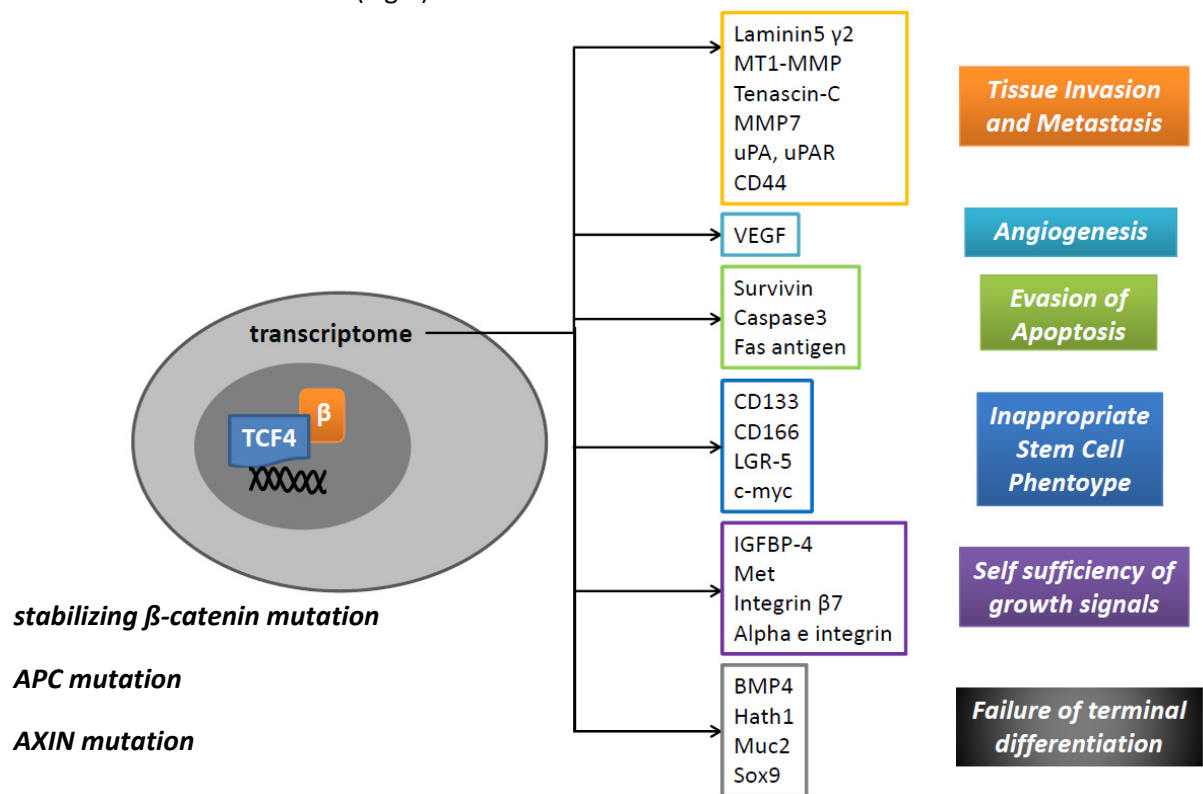 Laminin5 γ2
MT1-MMP
Tenascin-C
MMP7
uPA, uPAR
CD44
Tissue Invasion
and Metastasis
VEGF
Angiogenesis
Survivin
Caspase3
Fas antigen
Evasion of
Apoptosis
transcriptome
β
TCF4
CD133
CD166
LGR-5
c-myc
Inappropriate
Stem Cell
Phentoype
IGFBP-4
Met
Integrin β7
Alpha e integrin
Self sufficiency of
growth signals
stabilizing ß-catenin mutation
APC mutation
AXIN mutation
BMP4
Hath1
Muc2
Sox9
Failure of terminal
differentiation